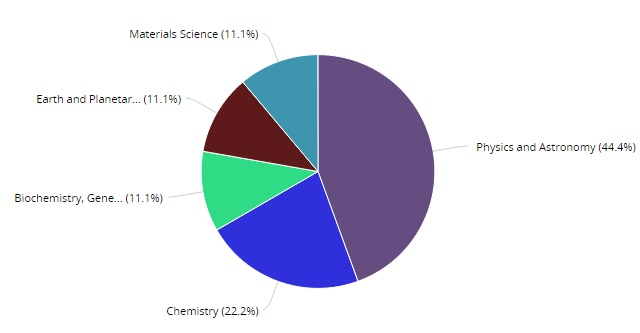 Materials Science (11.1%)
Earth and Planetar... (11.1%)
Physics and Astronomy (44.4%)
Biochemistry, Gene... (11.1%)
Chemistry (22.2%)